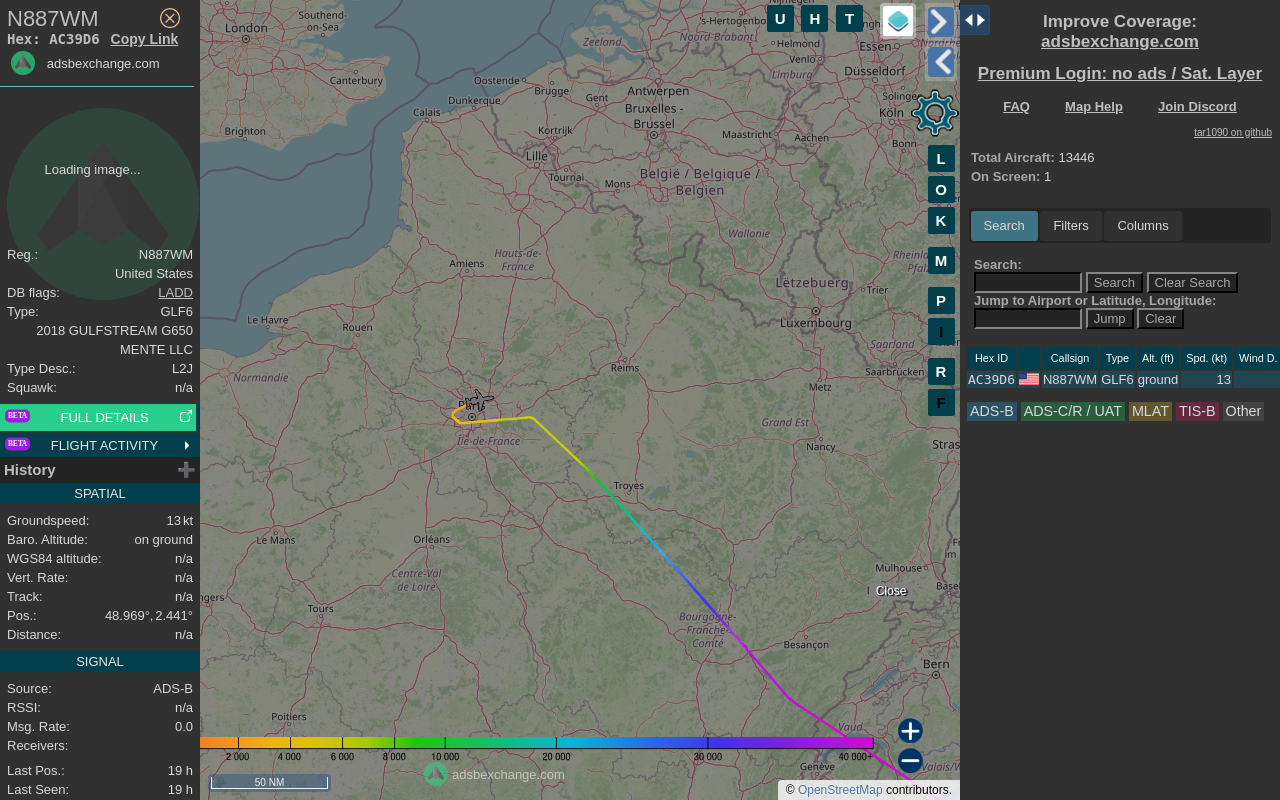 N887WM
Hex: AC39D6 Copy Link
adsbexchange.com
Loading image...
Reg.: N887WM
United States
DB flags: LADD
Type: GLF6
2018 GULFSTREAM G650
MENTE LLC
Type Desc.: L2J
Squawk: n/a
BETA FULL DETAILS
BETA FLIGHT ACTIVITY
History
SPATIAL
Groundspeed: 13 kt
Baro. Altitude: on ground
WGS84 altitude: n/a
Vert. Rate: n/a
Track: n/a
Pos.: 48.969°, 2.441°
Distance: n/a
SIGNAL
Source: ADS-B
RSSI: n/a
Msg. Rate: 0.0
Receivers:
Last Pos.: 19 h
Last Seen: 19 h
U H T
L
O
K
M
P
I
R
F
London
Southend-
on-Sea
Canterbury
Brighton
Zeeland
's-Hertogenbo
Noord-Brabant
Helmond
Venlo
Limburg
Essen
Düsseldorf
Solingen
Köln
Bonn
Aachen
Maastricht
Antwerpen
Oostende
Brugge
Gent
Dunkerque
Calais
Bruxelles -
Brussel
Kortrijk
Lille
Tournai
Mons
België / Belgique /
Belgien
Wallonie
Hauts-de-
France
Amiens
Lëtzebuerg
Trier
Luxembourg
Saarland
Saarbrücken
Le Havre
Rouen
Normandie
Reims
Metz
Paris
Île-de-France
Grand Est
Nancy
Stras
Troyes
Le Mans
Orléans
Centre-Val
de Loire
ngers
Tours
Mulhouse
Basel
Close
Bourgogne-
Franche-
Comté
Besançon
Bern
Poitiers
Vaud
Genève
Valais/W
2 000 4 000 6 000 8 000 10 000 20 000 30 000 40 000+
50 NM
adsbexchange.com
© OpenStreetMap contributors.
Improve Coverage:
adsbexchange.com
Premium Login: no ads / Sat. Layer
FAQ Map Help Join Discord
tar1090 on github
Total Aircraft: 13446
On Screen: 1
Search Filters Columns
Search:
Search Clear Search
Jump to Airport or Latitude, Longitude:
Jump Clear
Hex ID Callsign Type Alt. (ft) Spd. (kt) Wind D.
AC39D6 N887WM GLF6 ground 13
ADS-B ADS-C/R / UAT MLAT TIS-B Other